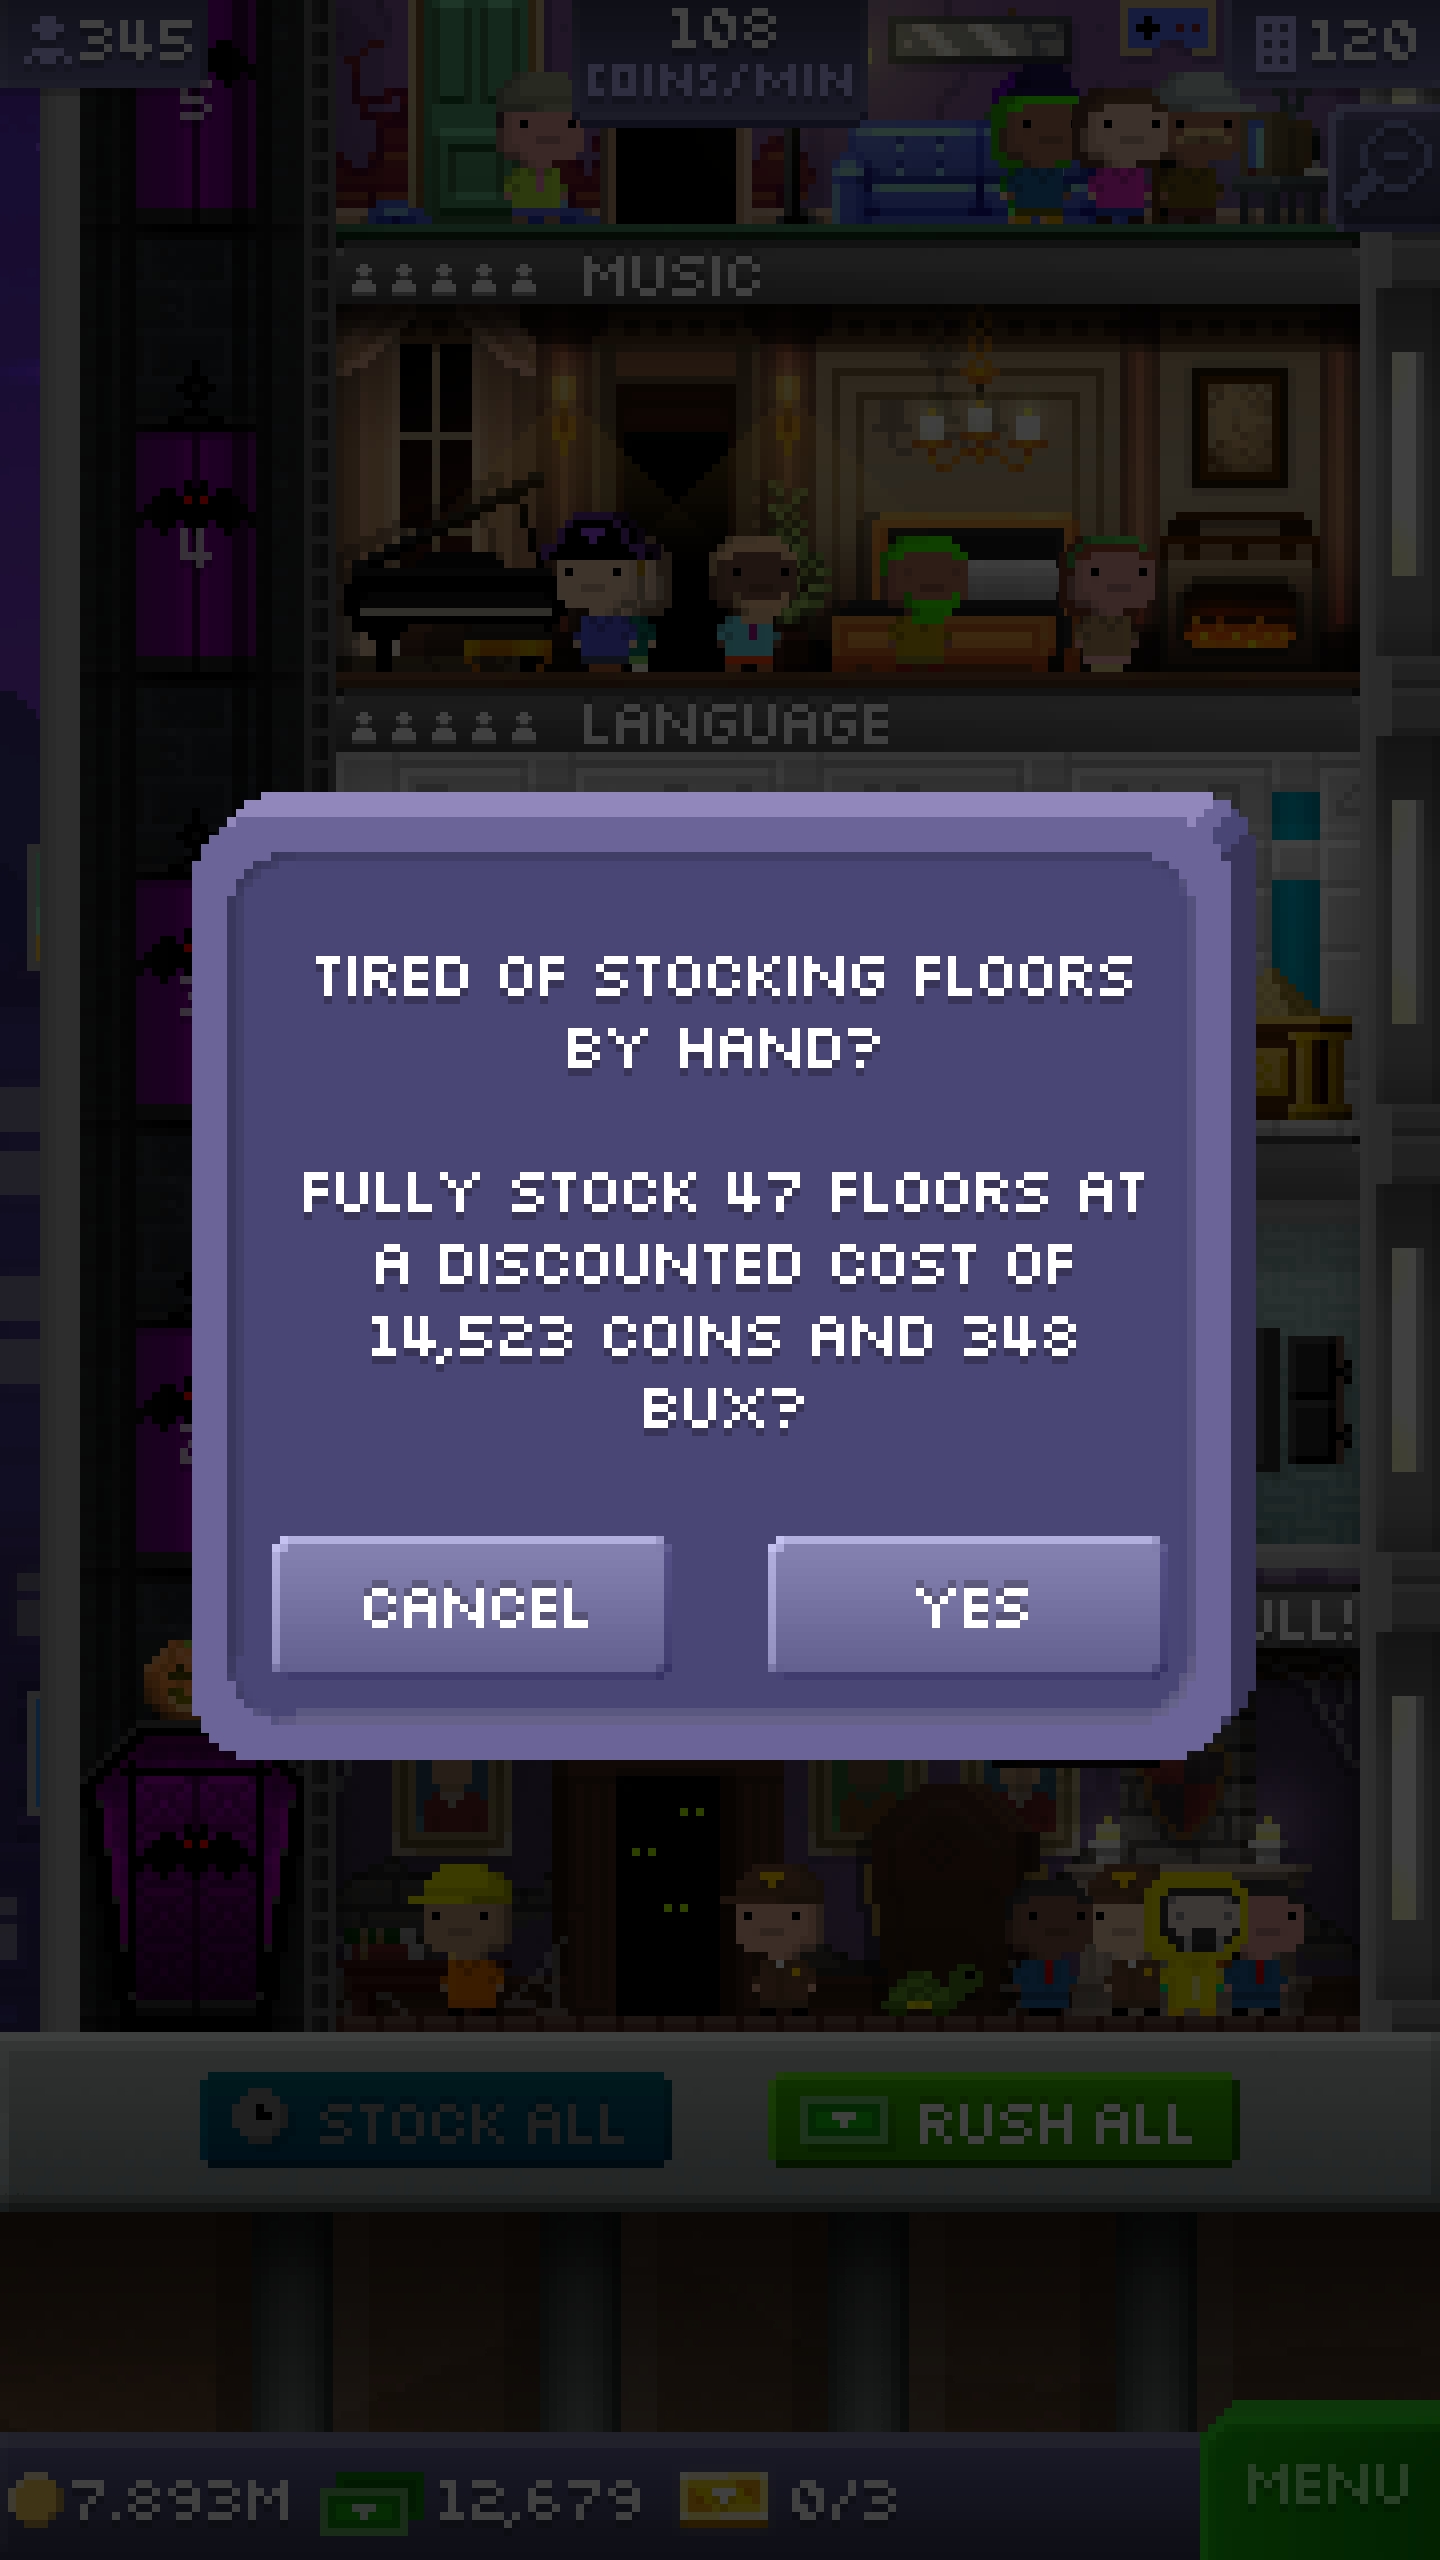 345
108
COINS/MIN
120
5
MUSIC
4
LANGUAGE
TIRED OF STOCKING FLOORS
BY HAND?
FULLY STOCK 47 FLOORS AT
A DISCOUNTED COST OF
14,523 COINS AND 348
BUX?
CANCEL
YES
ULL!
STOCK ALL
RUSH ALL
7.893M
12,679
0/3
MENU